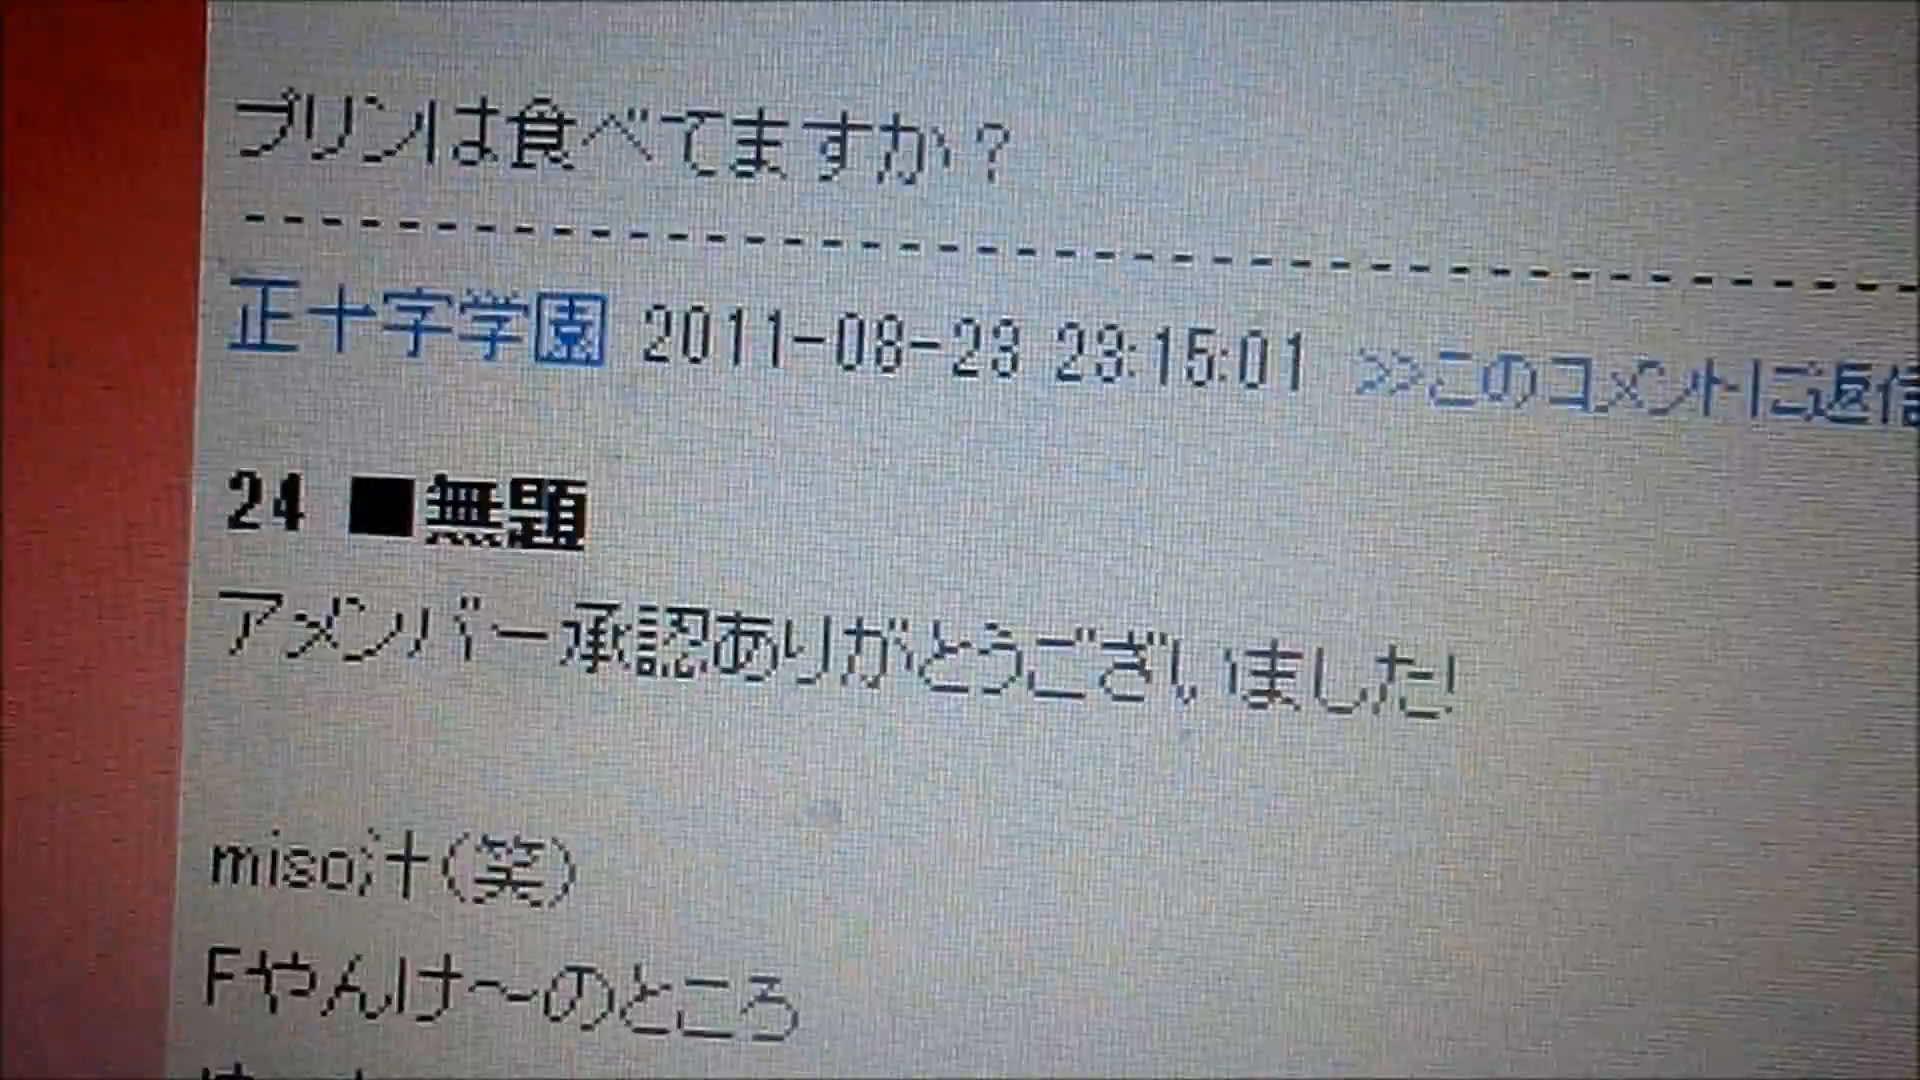 プリンは食べてますか？
正十字学園 2011-08-23 23:15:01 >>このコメントに返信
24 ■無題
アメンバー承認ありがとうございました!
miso汁(笑)
Fやんけ～のところ